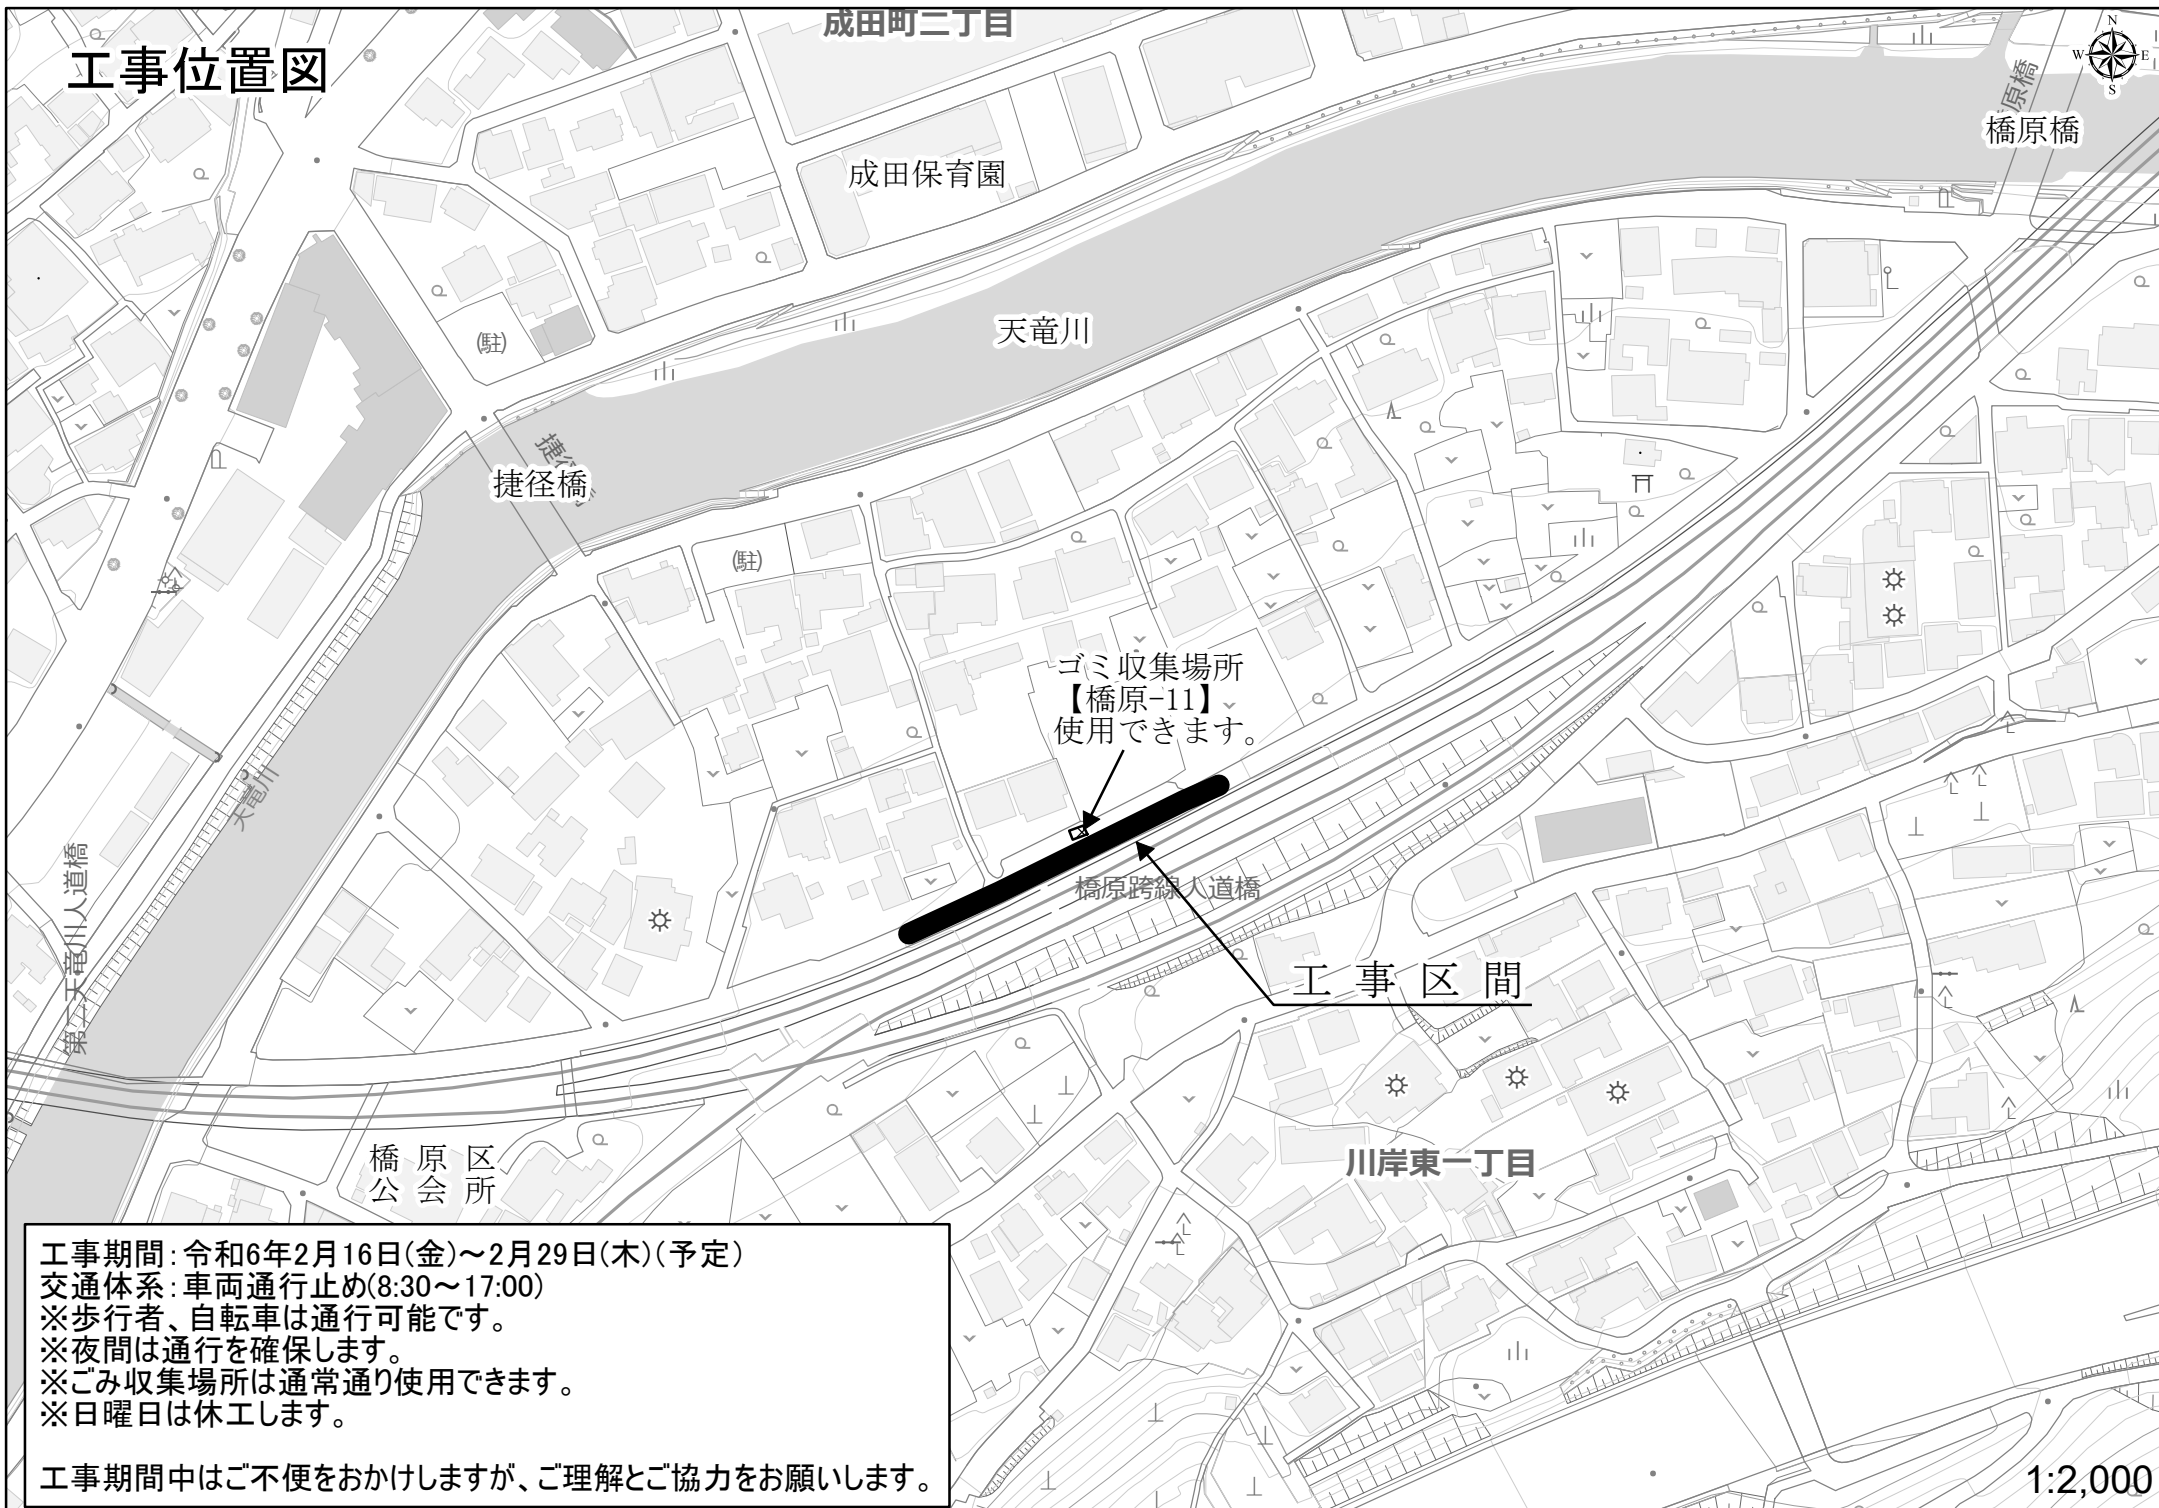 工事位置図
成田町二丁目
N
W
E
S
原橋
橋原橋
成田保育園
(駐)
天竜川
捷径
捷径橋
(駐)
ゴミ収集場所
【橋原-11】
使用できます。
天竜川
第二天竜川人道橋
橋原跨線人道橋
工事区間
橋原区
公会所
川岸東一丁目
工事期間：令和6年2月16日(金)～2月29日(木)(予定)
交通体系：車両通行止め(8:30～17:00)
※歩行者、自転車は通行可能です。
※夜間は通行を確保します。
※ごみ収集場所は通常通り使用できます。
※日曜日は休工します。
工事期間中はご不便をおかけしますが、ご理解とご協力をお願いします。
1:2,000